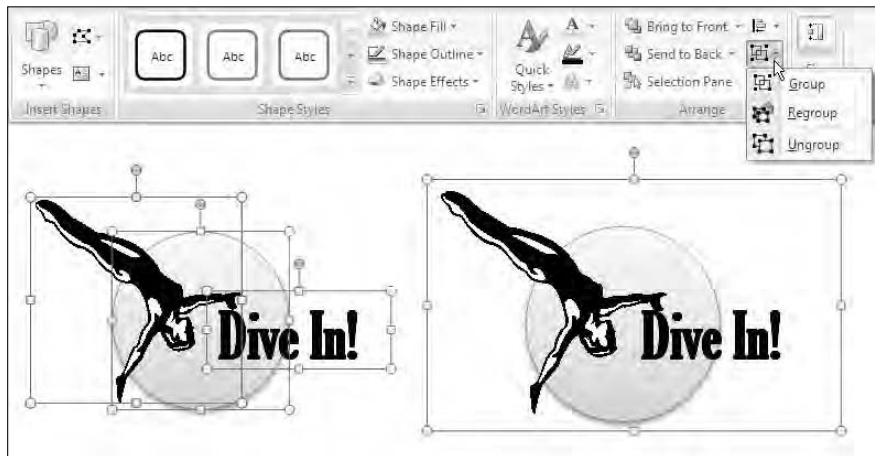 Shapes
Insert Shapes
Abc Abc Abc
Shape Fill
Shape Outline
Shape Effects
Shape Styles
A A
Quick
Styles
WordArt Styles
Bring to Front
Send to Back
Selection Pane
Arrange
Group
Regroup
Ungroup
Dive In! Dive In!